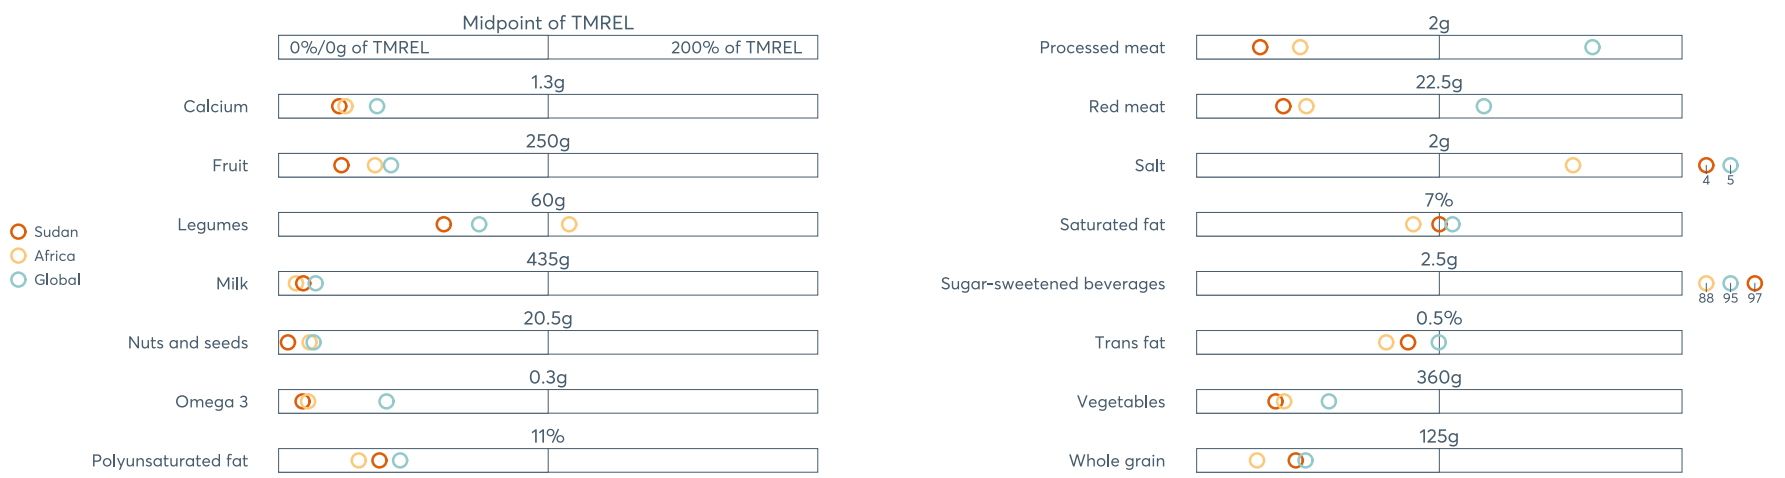 Midpoint of TMREL
0%/0g of TMREL
200% of TMREL
1.3g
Calcium
250g
Fruit
60g
Legumes
435g
Milk
20.5g
Nuts and seeds
0.3g
Omega 3
11%
Polyunsaturated fat
Sudan
Africa
Global
2g
Processed meat
22.5g
Red meat
2g
Salt
4 5
7%
Saturated fat
2.5g
Sugar-sweetened beverages
88 95 97
0.5%
Trans fat
360g
Vegetables
125g
Whole grain